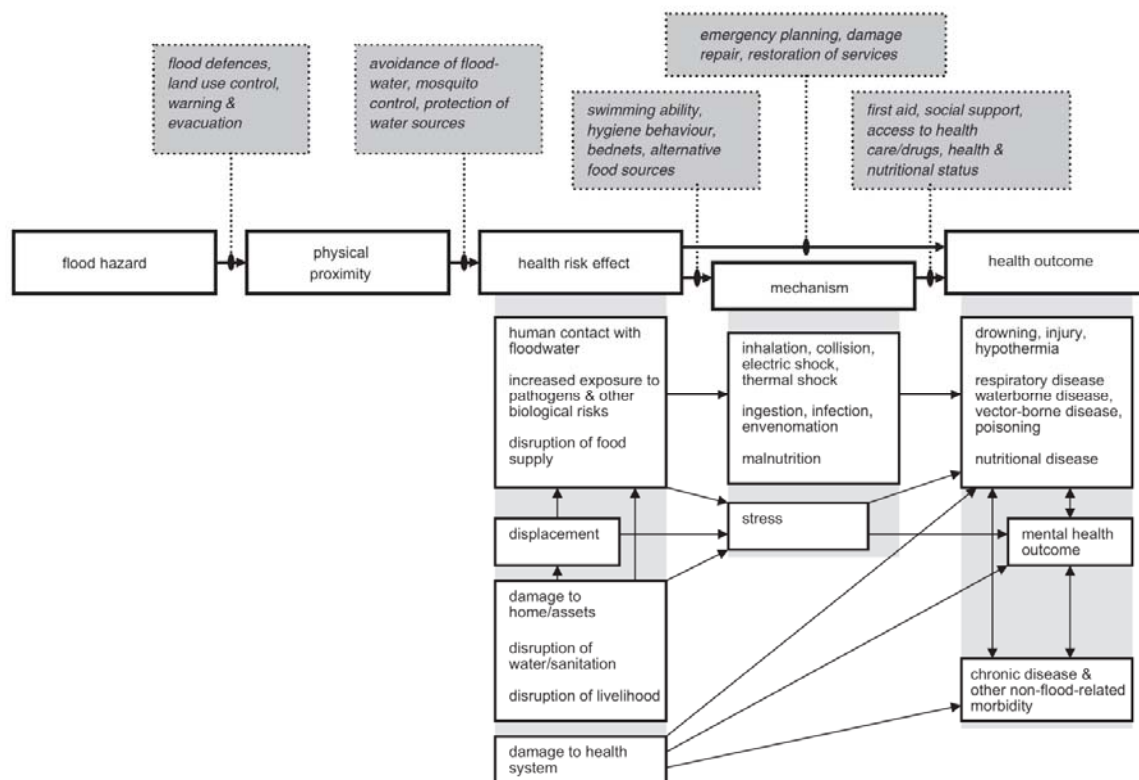 emergency planning, damage
repair, restoration of services
flood defences,
land use control,
warning &
evacuation
avoidance of flood-
water, mosquito
control, protection of
water sources
swimming ability,
hygiene behaviour,
bednets, alternative
food sources
first aid, social support,
access to health
care/drugs, health &
nutritional status
flood hazard
physical
proximity
health risk effect
mechanism
health outcome
human contact with
floodwater
increased exposure to
pathogens & other
biological risks
disruption of food
supply
inhalation, collision,
electric shock,
thermal shock
ingestion, infection,
envenomation
malnutrition
drowning, injury,
hypothermia
respiratory disease
waterborne disease,
vector-borne disease,
poisoning
nutritional disease
displacement
stress
mental health
outcome
damage to
home/assets
disruption of
water/sanitation
disruption of livelihood
chronic disease &
other non-flood-related
morbidity
damage to health
system